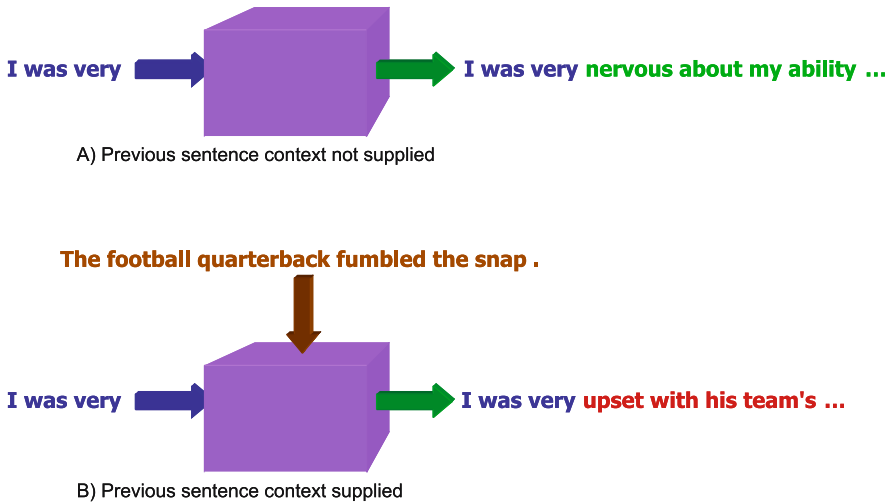 I was very
I was very nervous about my ability ...
A) Previous sentence context not supplied
The football quarterback fumbled the snap .
I was very
I was very upset with his team's ...
B) Previous sentence context supplied